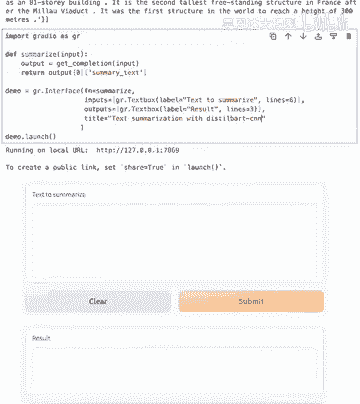 as an 81-storey building . It is the second tallest free-standing structure in France aft
er the Millau Viaduct . It was the first structure in the world to reach a height of 300
metres .'}]
import gradio as gr
def summarize(input):
    output = get_completion(input)
    return output[0]['summary_text']
demo = gr.Interface(fn=summarize,
                    inputs=[gr.Textbox(label="Text to summarize", lines=6)],
                    outputs=[gr.Textbox(label="Result", lines=3)],
                    title="Text summarization with distilbart-cnn"
                   )
demo.launch()
Running on local URL:  http://127.0.0.1:7869
To create a public link, set `share=True` in `launch()`.
Text to summarize
Clear
Submit
Result